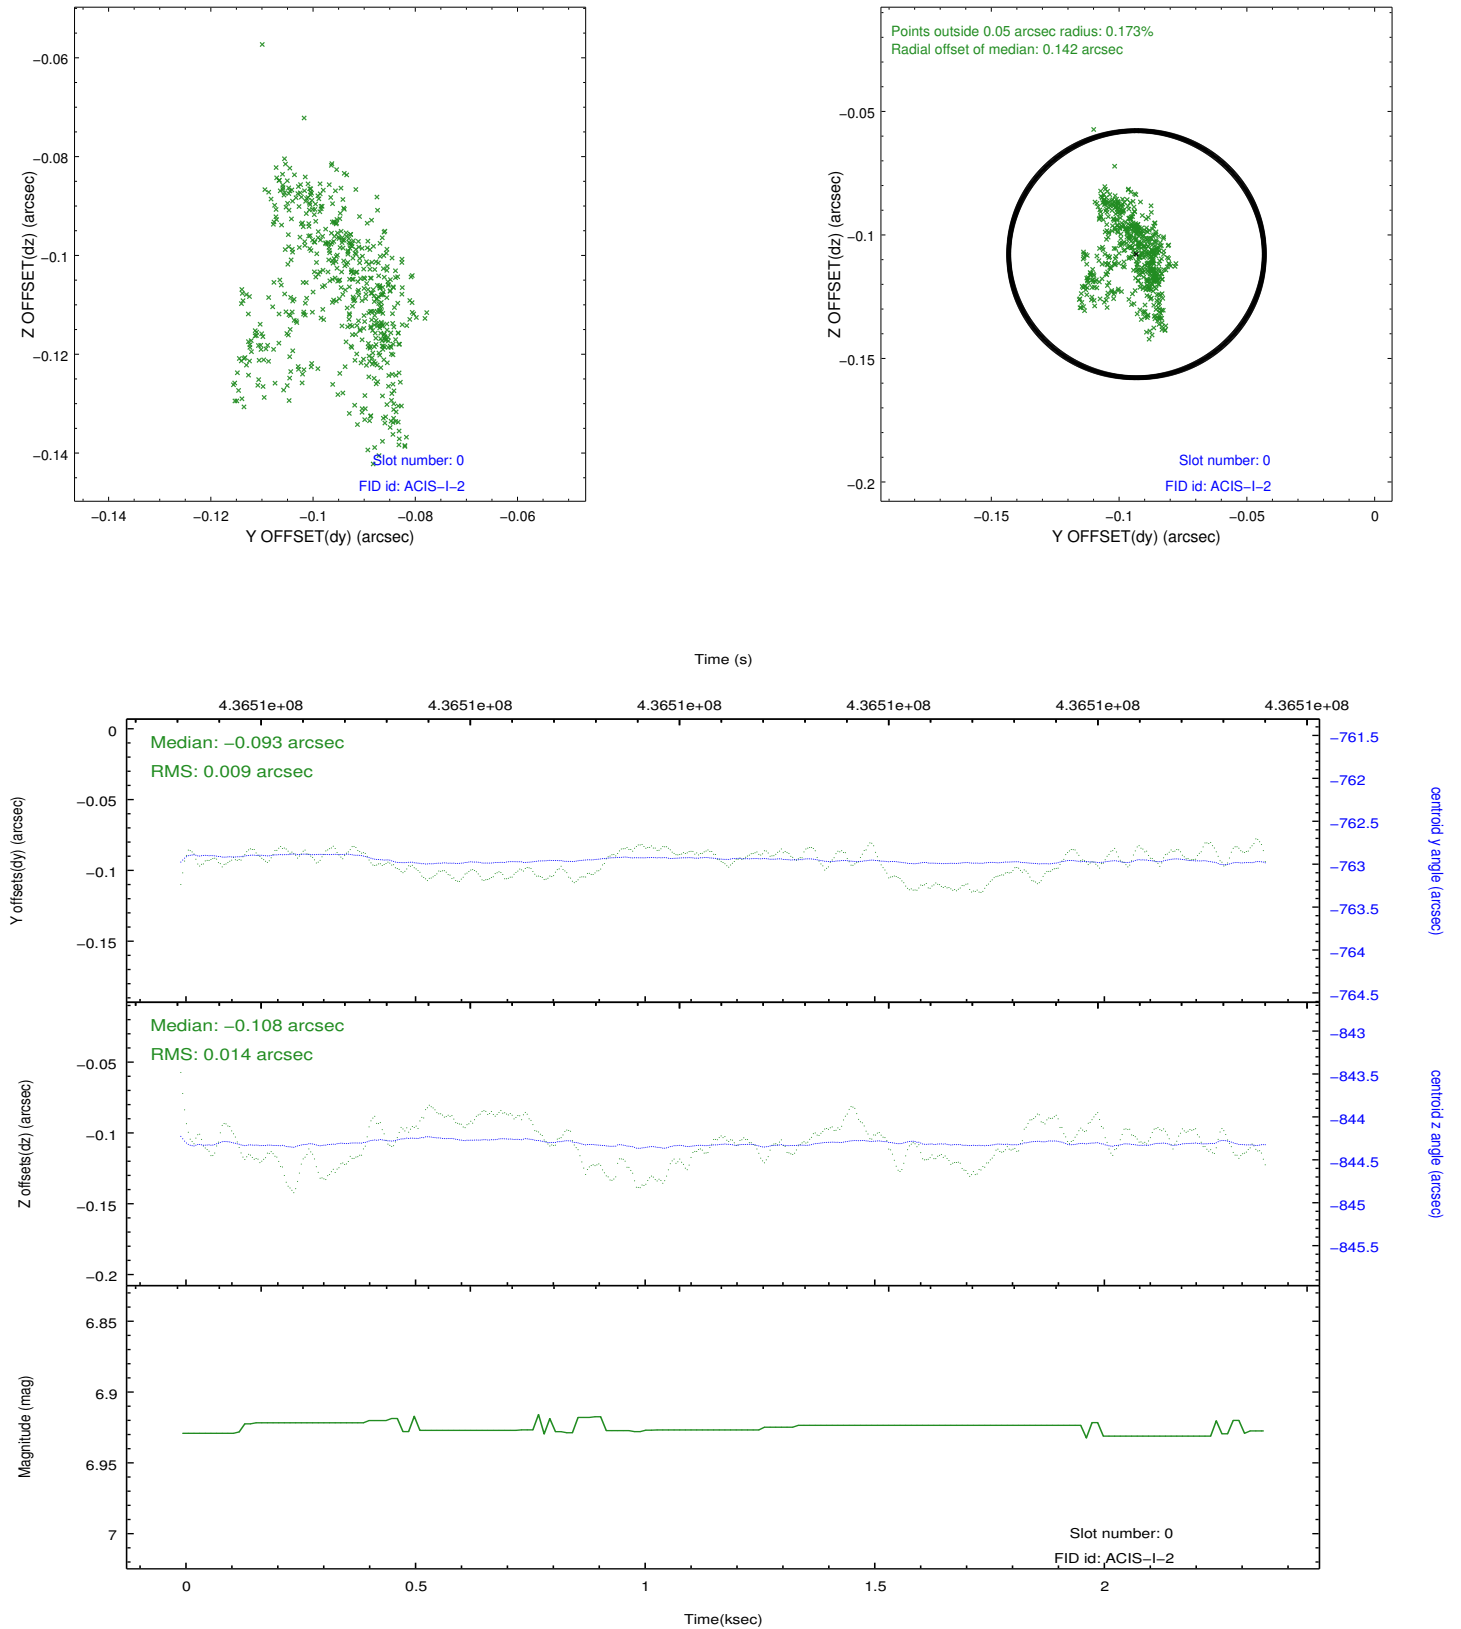 −0.06
−0.08
−0.1
−0.12
−0.14
Z OFFSET(dz) (arcsec)
Slot number: 0
FID id: ACIS−I−2
−0.14 −0.12 −0.1 −0.08 −0.06
Y OFFSET(dy) (arcsec)
Points outside 0.05 arcsec radius: 0.173%
Radial offset of median: 0.142 arcsec
−0.05
−0.1
−0.15
−0.2
Z OFFSET(dz) (arcsec)
Slot number: 0
FID id: ACIS−I−2
−0.15 −0.1 −0.05 0
Y OFFSET(dy) (arcsec)
Time (s)
4.3651e+08 4.3651e+08 4.3651e+08 4.3651e+08 4.3651e+08 4.3651e+08
Median: −0.093 arcsec
RMS: 0.009 arcsec
0
−0.05
−0.1
−0.15
Y offsets(dy) (arcsec)
−761.5
−762
−762.5
−763
−763.5
−764
−764.5
centroid y angle (arcsec)
Median: −0.108 arcsec
RMS: 0.014 arcsec
−0.05
−0.1
−0.15
−0.2
Z offsets(dz) (arcsec)
−843
−843.5
−844
−844.5
−845
−845.5
centroid z angle (arcsec)
6.85
6.9
6.95
7
Magnitude (mag)
Slot number: 0
FID id: ACIS−I−2
0 0.5 1 1.5 2
Time(ksec)